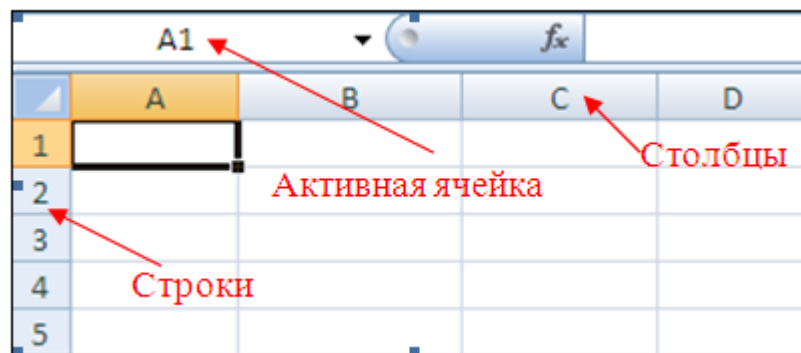 A1 fx
A B C D
1
Столбцы
2 Активная ячейка
3
4 Строки
5